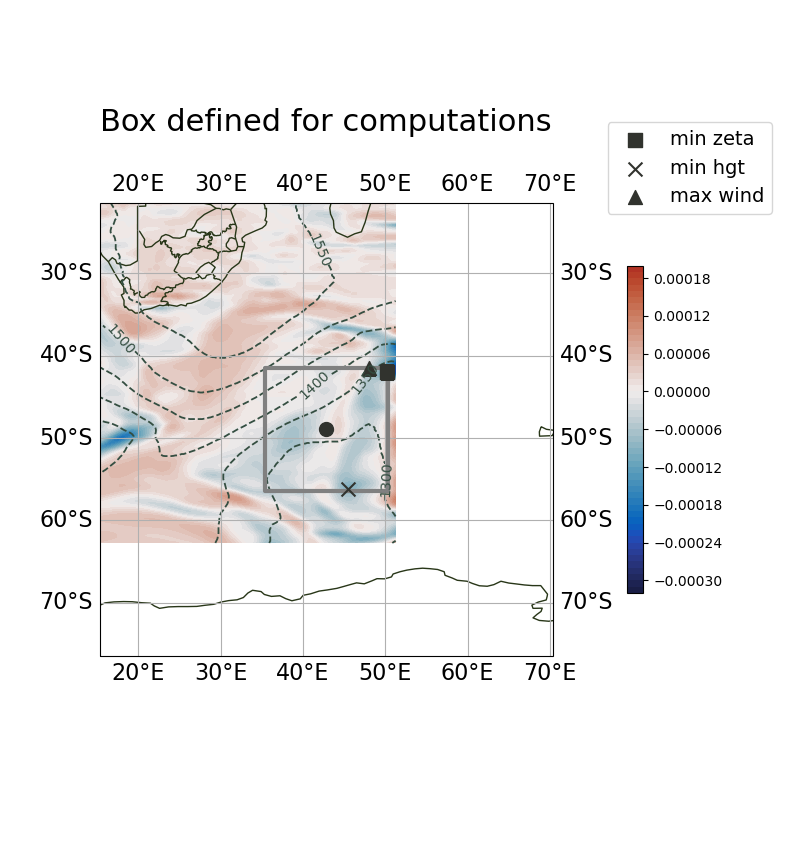 Box defined for computations
min zeta
min hgt
max wind
20°E 30°E 40°E 50°E 60°E 70°E
30°S 30°S
40°S 40°S
50°S 50°S
60°S 60°S
70°S 70°S
20°E 30°E 40°E 50°E 60°E 70°E
1550
1500
1400
1300
0.00018
0.00012
0.00006
0.00000
−0.00006
−0.00012
−0.00018
−0.00024
−0.00030